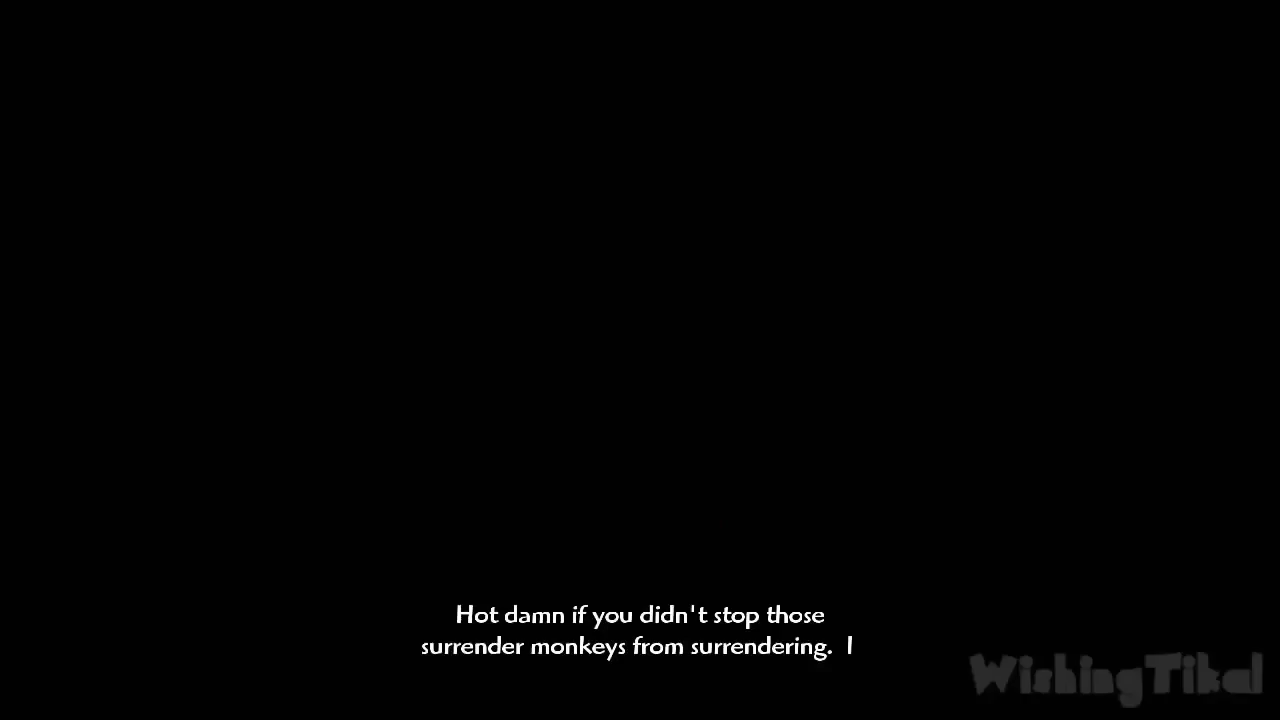 Hot damn if you didn't stop those
surrender monkeys from surrendering.  I
WishingTikal